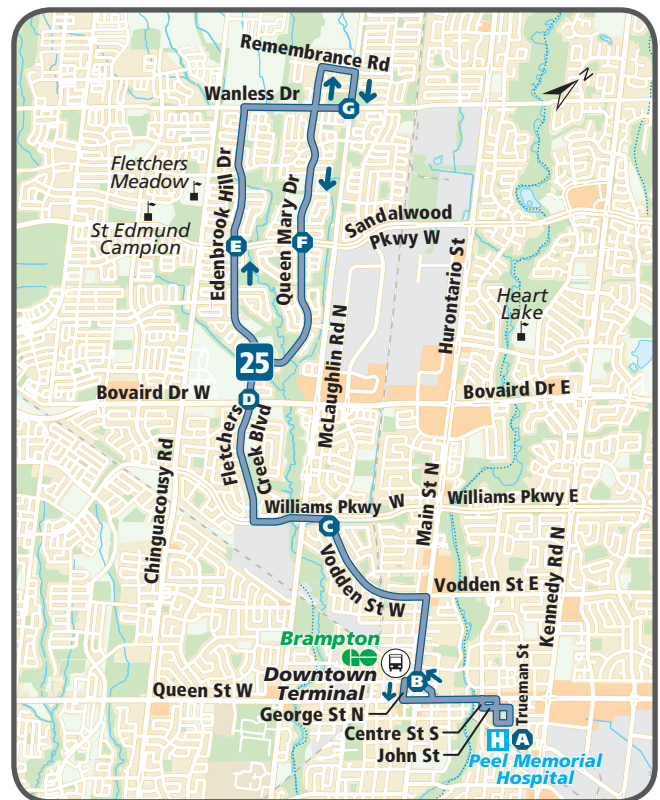 Remembrance Rd
N
Wanless Dr
G
Fletchers
Meadow
St Edmund
Campion
Edenbrook Hill Dr
Queen Mary Dr
Sandalwood
Pkwy W
E
F
Hurontario St
Heart
Lake
McLaughlin Rd N
25
Bovaird Dr W
D
Bovaird Dr E
Fletchers
Creek Blvd
Chinguacousy Rd
Williams Pkwy W
Williams Pkwy E
C
Main St N
Kennedy Rd N
Vodden St W
Vodden St E
Brampton
GO
Downtown
Terminal
B
Trueman St
Queen St W
George St N
Centre St S
John St
H
A
Peel Memorial
Hospital